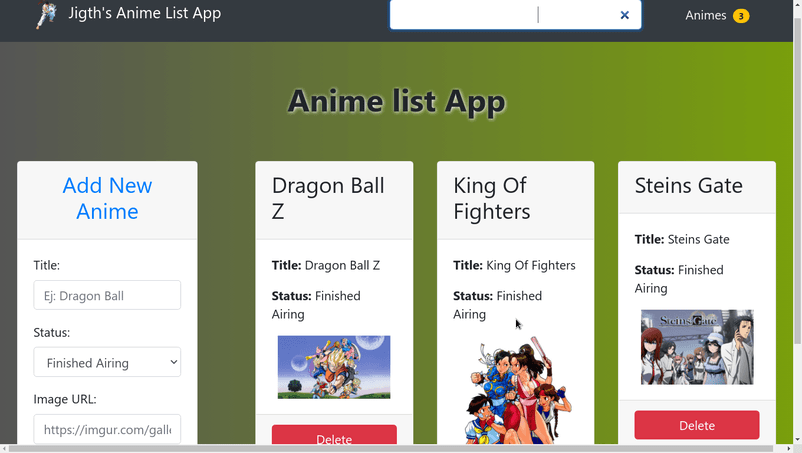 Jigth's Anime List App
Animes 3
Anime list App
Add New
Anime
Title:
Ej: Dragon Ball
Status:
Finished Airing
Image URL:
https://imgur.com/galle
Dragon Ball
Z
Title: Dragon Ball Z
Status: Finished
Airing
Delete
King Of
Fighters
Title: King Of Fighters
Status: Finished
Airing
Steins Gate
Title: Steins Gate
Status: Finished
Airing
Steins Gate
Delete